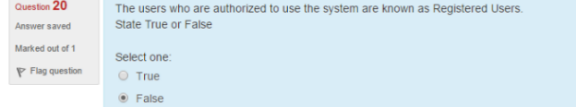 Question 20
Answer saved
Marked out of 1
Flag question
The users who are authorized to use the system are known as Registered Users.
State True or False
Select one:
True
False